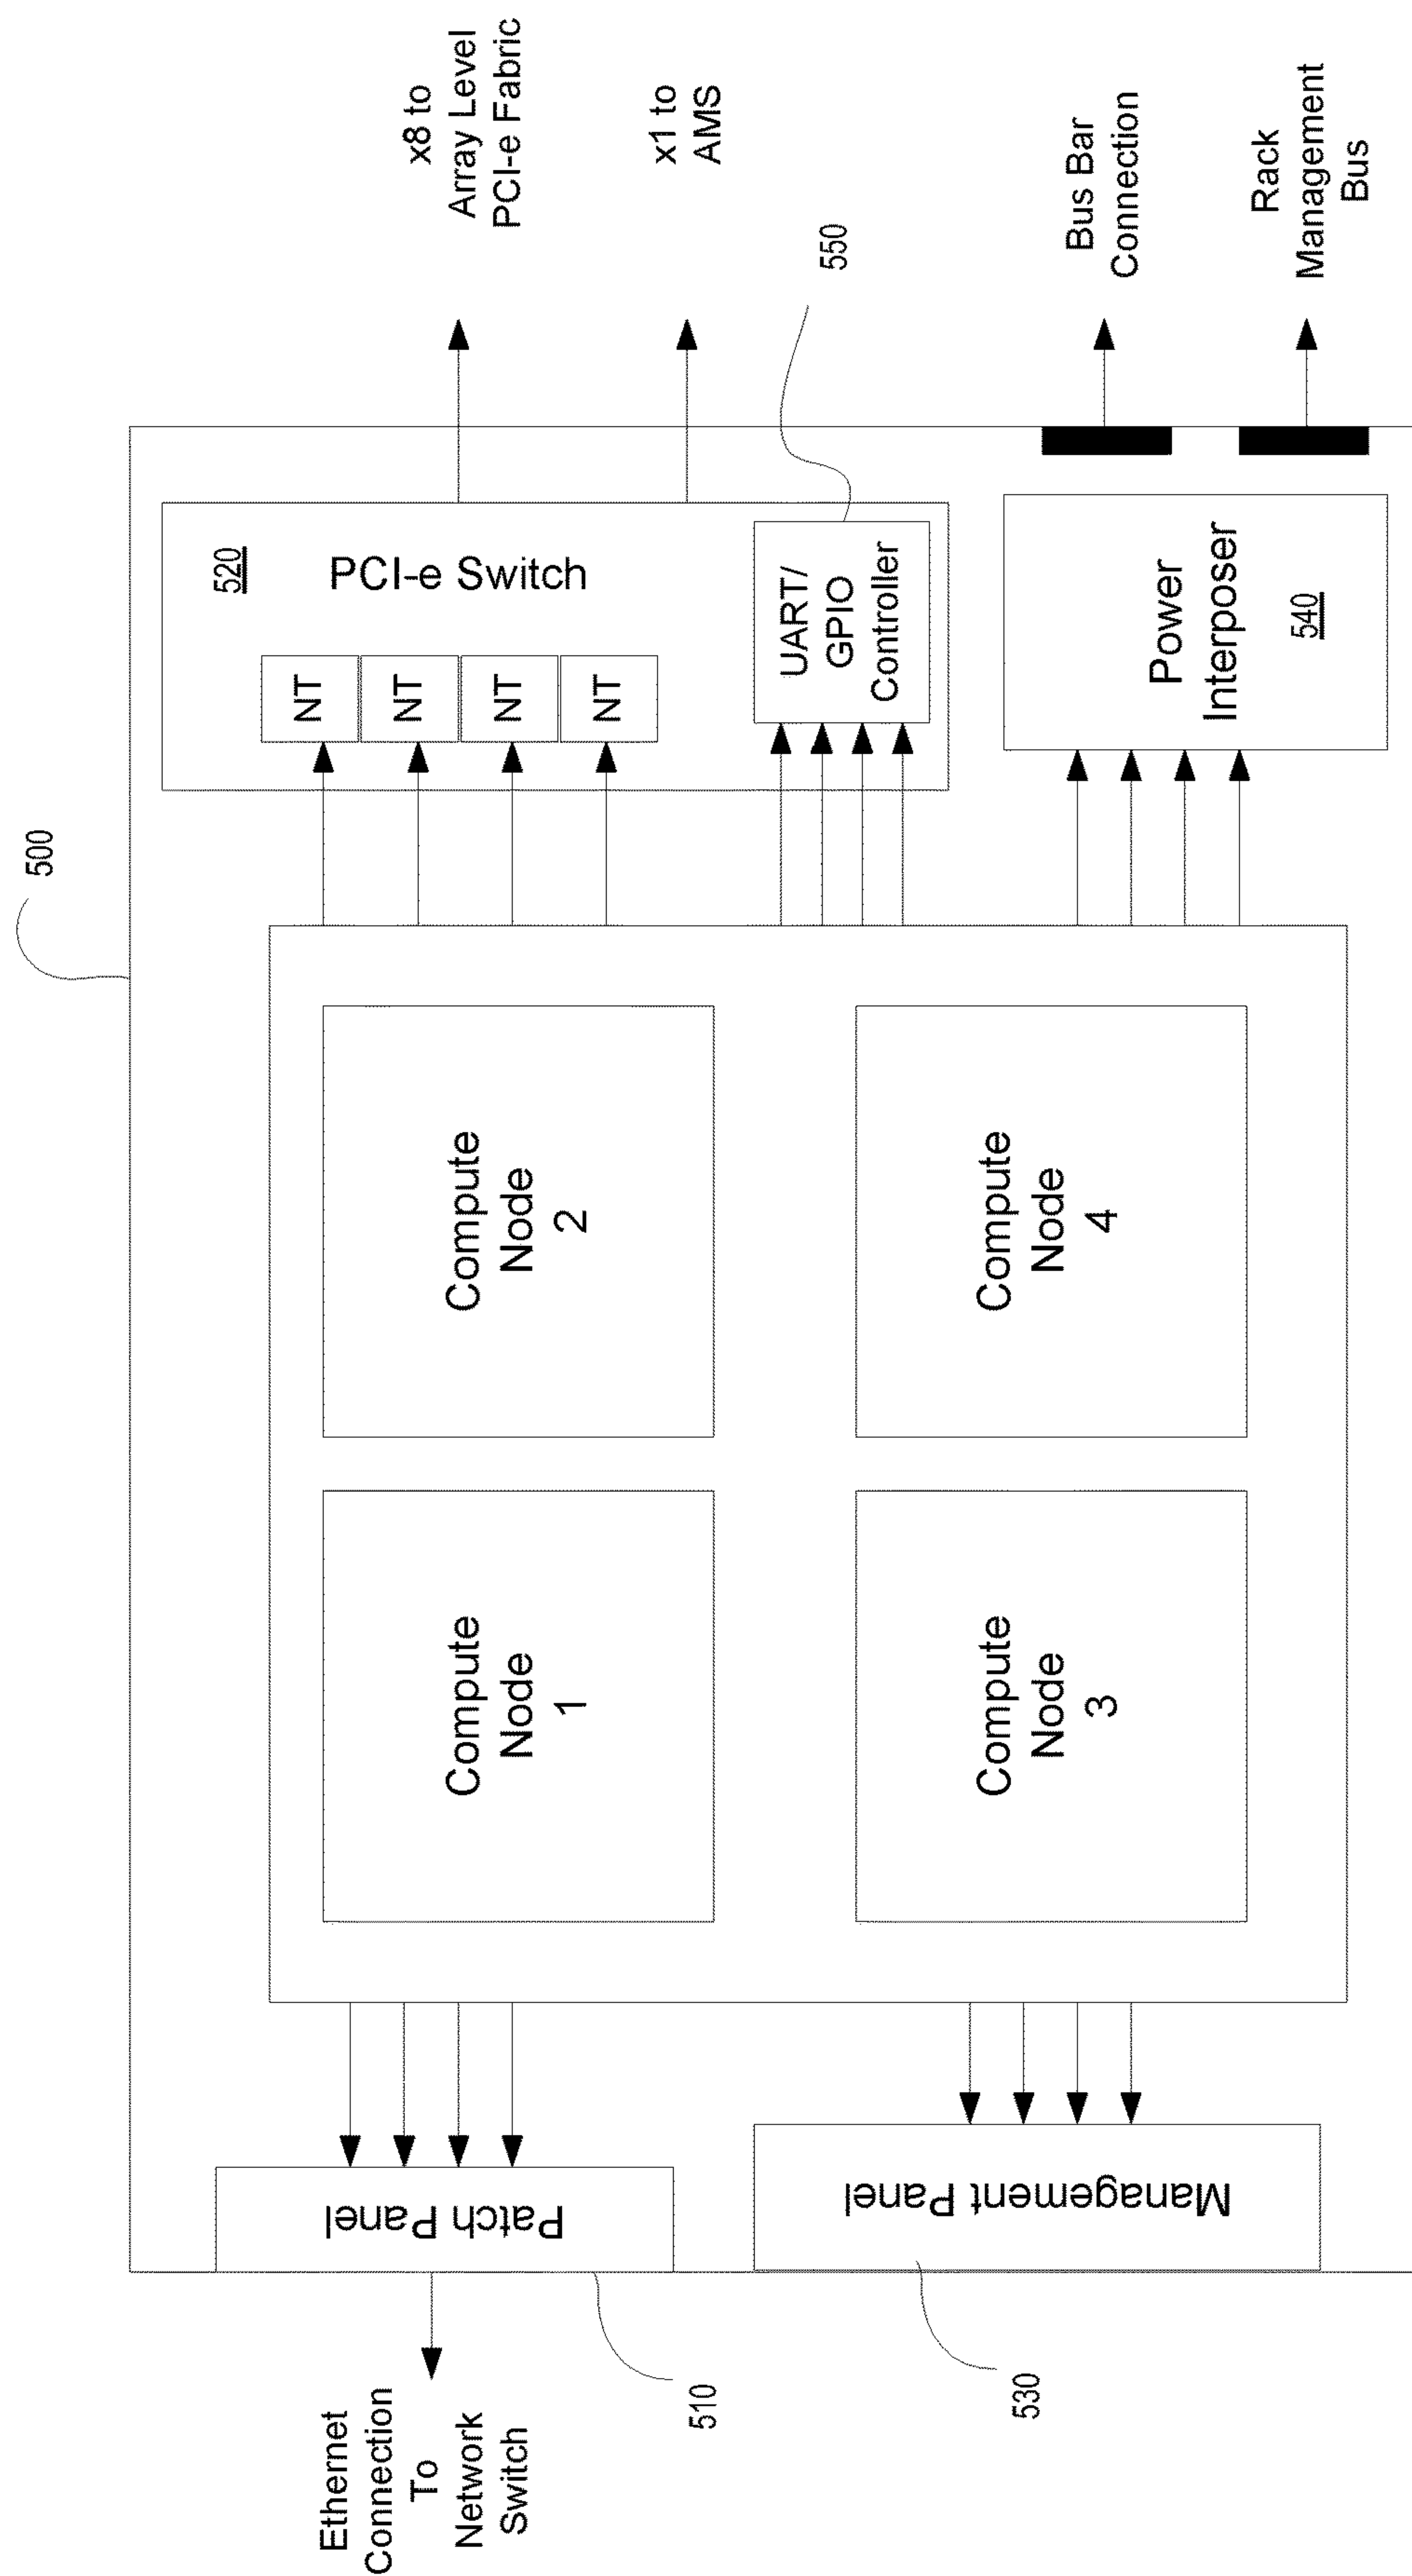 500
Ethernet
Connection
To
Network
Switch
510
Patch Panel
530
Management Panel
Compute
Node
1
Compute
Node
2
Compute
Node
3
Compute
Node
4
520
PCI-e Switch
NT
NT
NT
NT
UART/
GPIO
Controller
550
Power
Interposer
540
x8 to
Array Level
PCI-e Fabric
x1 to
AMS
Bus Bar
Connection
Rack
Management
Bus